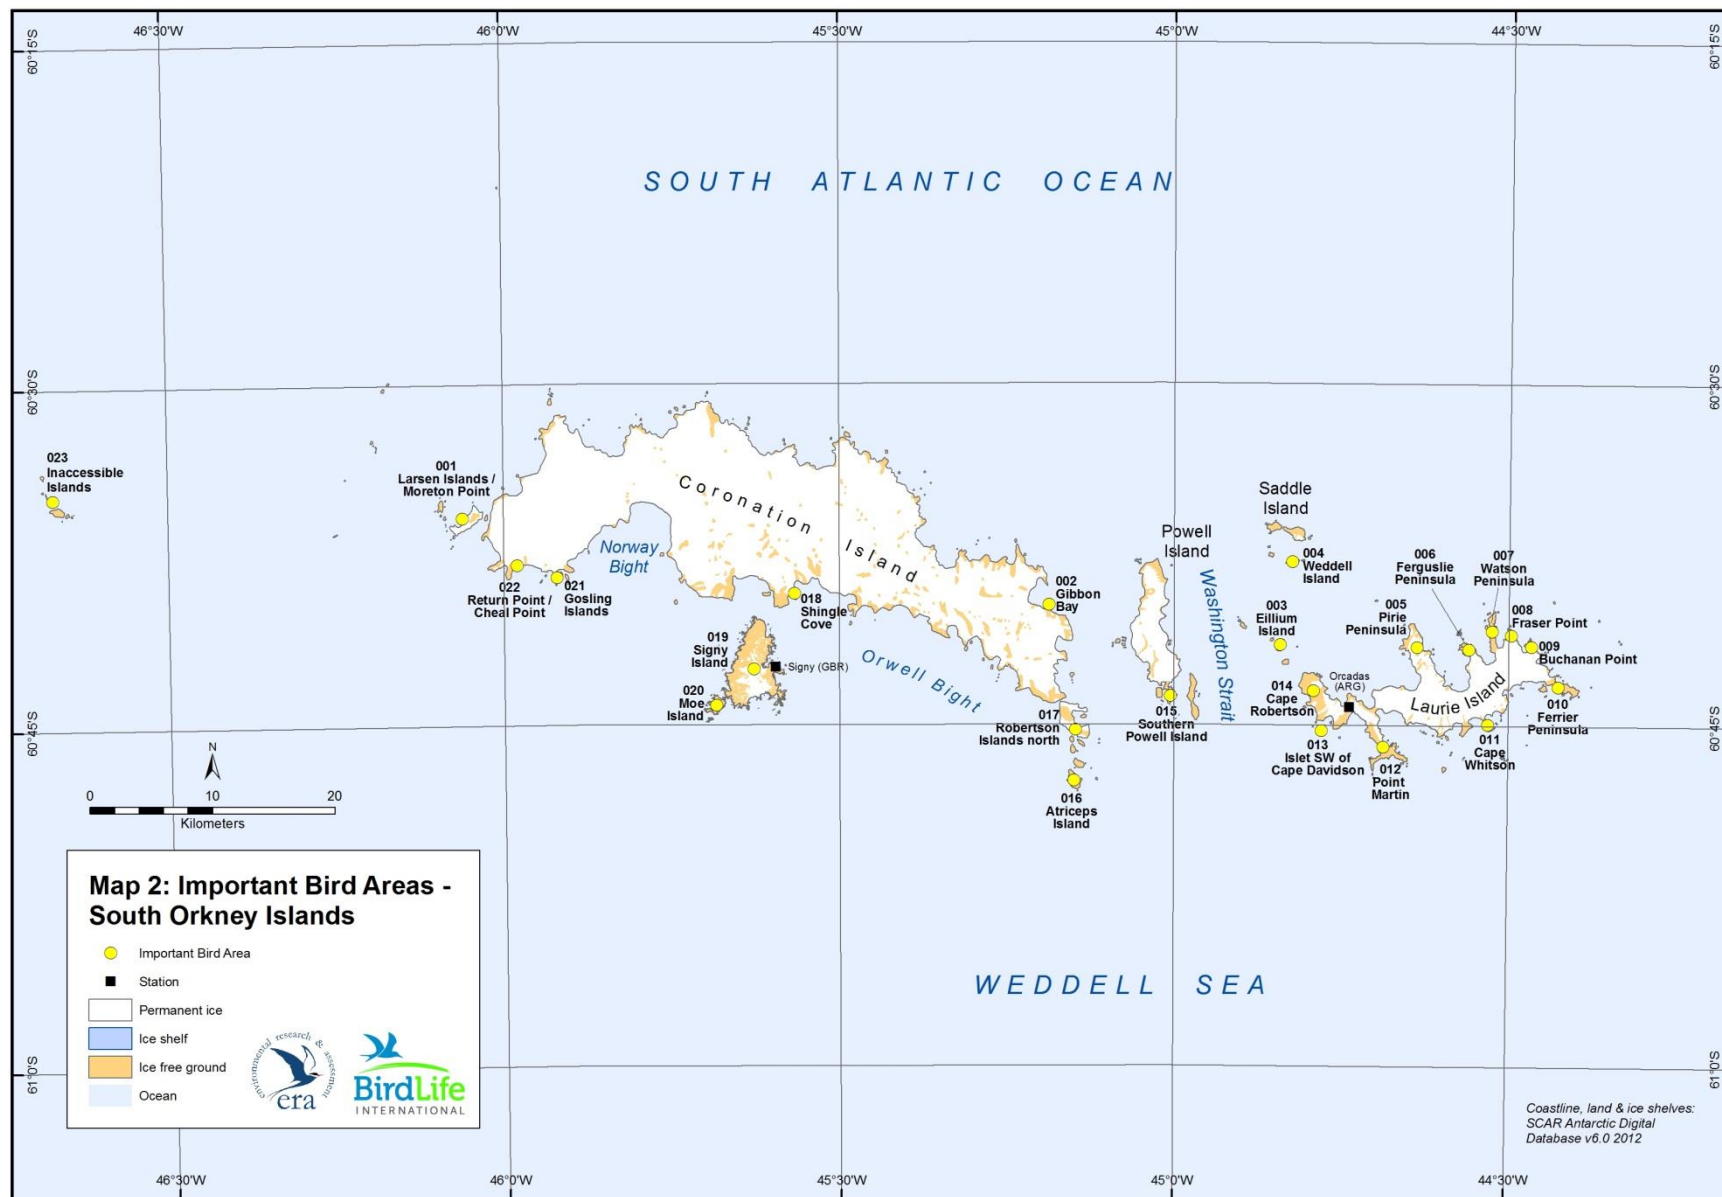 46°30'W
46°0'W
45°30'W
45°0'W
44°30'W
60°15'S
60°15'S
SOUTH ATLANTIC OCEAN
60°30'S
60°30'S
023
Inaccessible
Islands
001
Larsen Islands /
Moreton Point
Coronation Island
Norway
Bight
022
Return Point /
Cheal Point
021
Gosling
Islands
018
Shingle
Cove
002
Gibbon
Bay
019
Signy
Island
Signy (GBR)
020
Moe
Island
Orwell Bight
017
Robertson
Islands north
016
Atriceps
Island
Powell
Island
015
Southern
Powell Island
Washington Strait
Saddle
Island
004
Weddell
Island
003
Eillium
Island
005
Pirie
Peninsula
006
Ferguslie
Peninsula
007
Watson
Peninsula
008
Fraser Point
009
Buchanan Point
010
Ferrier
Peninsula
Laurie Island
011
Cape
Whitson
Orcadas
(ARG)
014
Cape
Robertson
013
Islet SW of
Cape Davidson
012
Point
Martin
60°45'S
60°45'S
N
0
10
20
Kilometers
WEDDELL SEA
Map 2: Important Bird Areas -
South Orkney Islands
Important Bird Area
Station
Permanent ice
Ice shelf
Ice free ground
Ocean
environmental research & assessment
era
BirdLife
INTERNATIONAL
61°0'S
61°0'S
Coastline, land & ice shelves:
SCAR Antarctic Digital
Database v6.0 2012
46°30'W
46°0'W
45°30'W
45°0'W
44°30'W